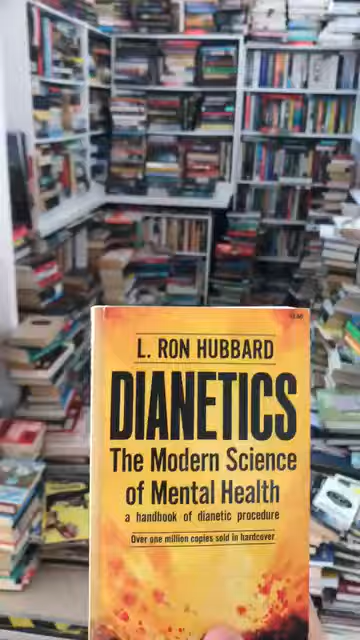 L. RON HUBBARD
DIANETICS
The Modern Science
of Mental Health
a handbook of dianetic procedure
Over one million copies sold in hardcover